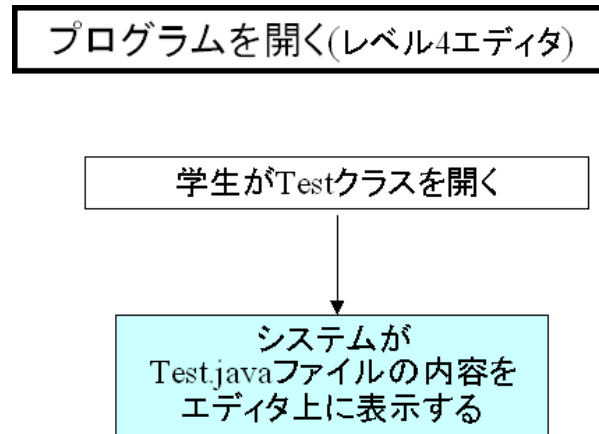 プログラムを開く(レベル4エディタ)
学生がTestクラスを開く
システムが
Test.javaファイルの内容を
エディタ上に表示する